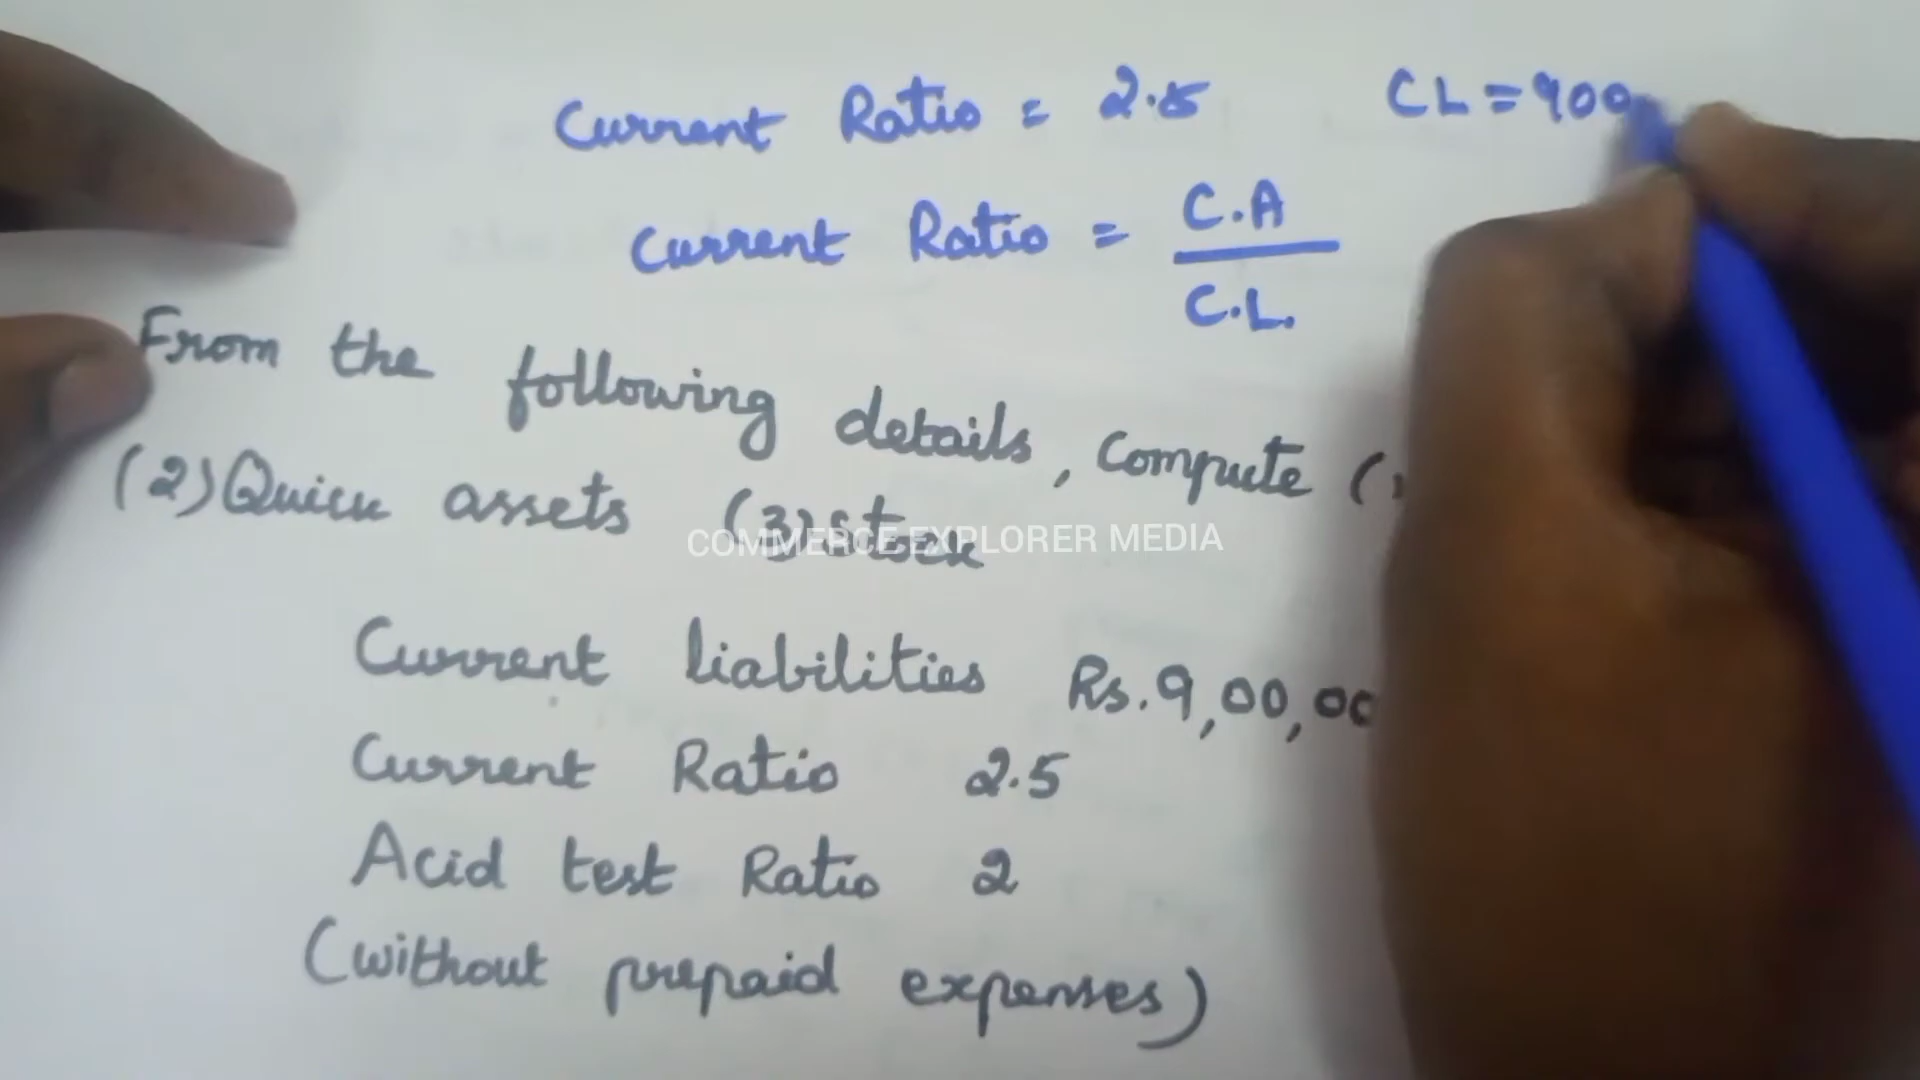 Current Ratio = 2.5 CL = 900
Current Ratio = C.A
C.L.
From the following details, Compute (1
(2) Quick assets (3) Stock
COMMERCE EXPLORER MEDIA
Current liabilities Rs. 9,00,00
Current Ratio 2.5
Acid test Ratio 2
(without prepaid expenses)